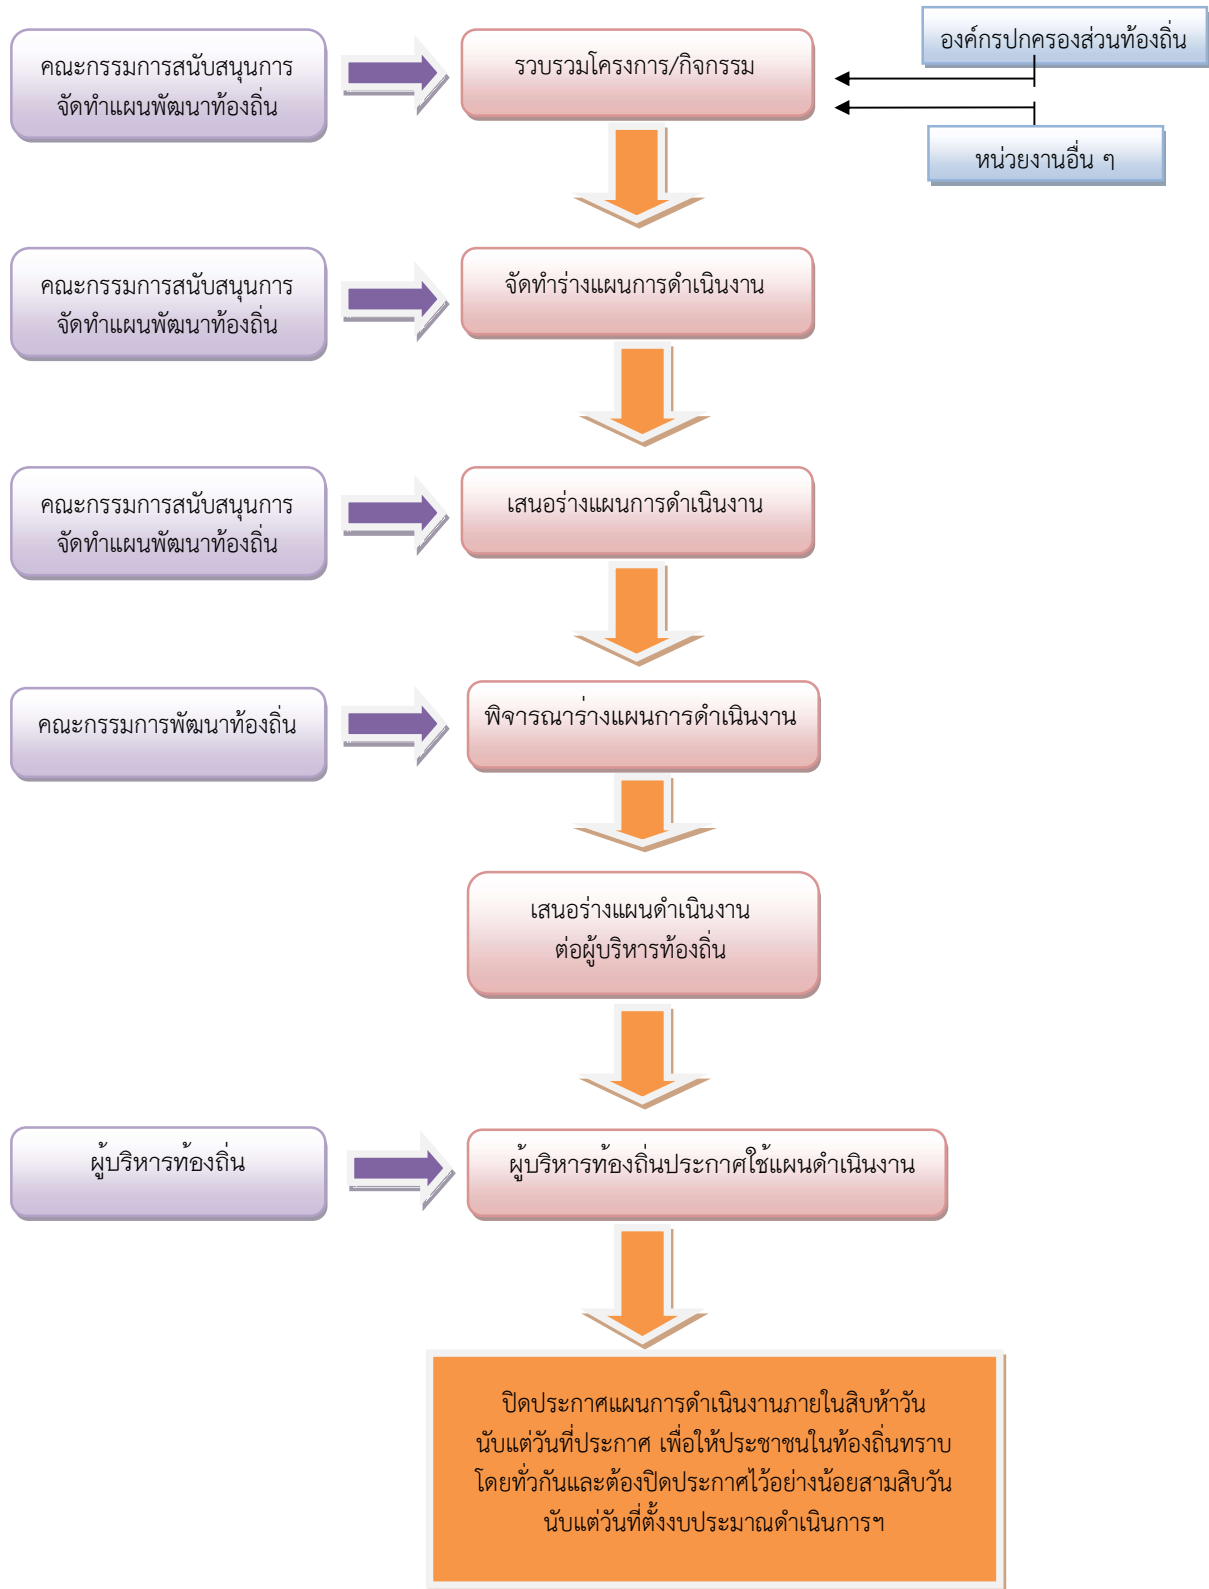 คณะกรรมการสนับสนุนการ
จัดทำแผนพัฒนาท้องถิ่น
รวบรวมโครงการ/กิจกรรม
องค์กรปกครองส่วนท้องถิ่น
หน่วยงานอื่น ๆ
คณะกรรมการสนับสนุนการ
จัดทำแผนพัฒนาท้องถิ่น
จัดทำร่างแผนการดำเนินงาน
คณะกรรมการสนับสนุนการ
จัดทำแผนพัฒนาท้องถิ่น
เสนอร่างแผนการดำเนินงาน
คณะกรรมการพัฒนาท้องถิ่น
พิจารณาร่างแผนการดำเนินงาน
เสนอร่างแผนดำเนินงาน
ต่อผู้บริหารท้องถิ่น
ผู้บริหารท้องถิ่น
ผู้บริหารท้องถิ่นประกาศใช้แผนดำเนินงาน
ปิดประกาศแผนการดำเนินงานภายในสิบห้าวัน
นับแต่วันที่ประกาศ เพื่อให้ประชาชนในท้องถิ่นทราบ
โดยทั่วกันและต้องปิดประกาศไว้อย่างน้อยสามสิบวัน
นับแต่วันที่ตั้งงบประมาณดำเนินการฯ